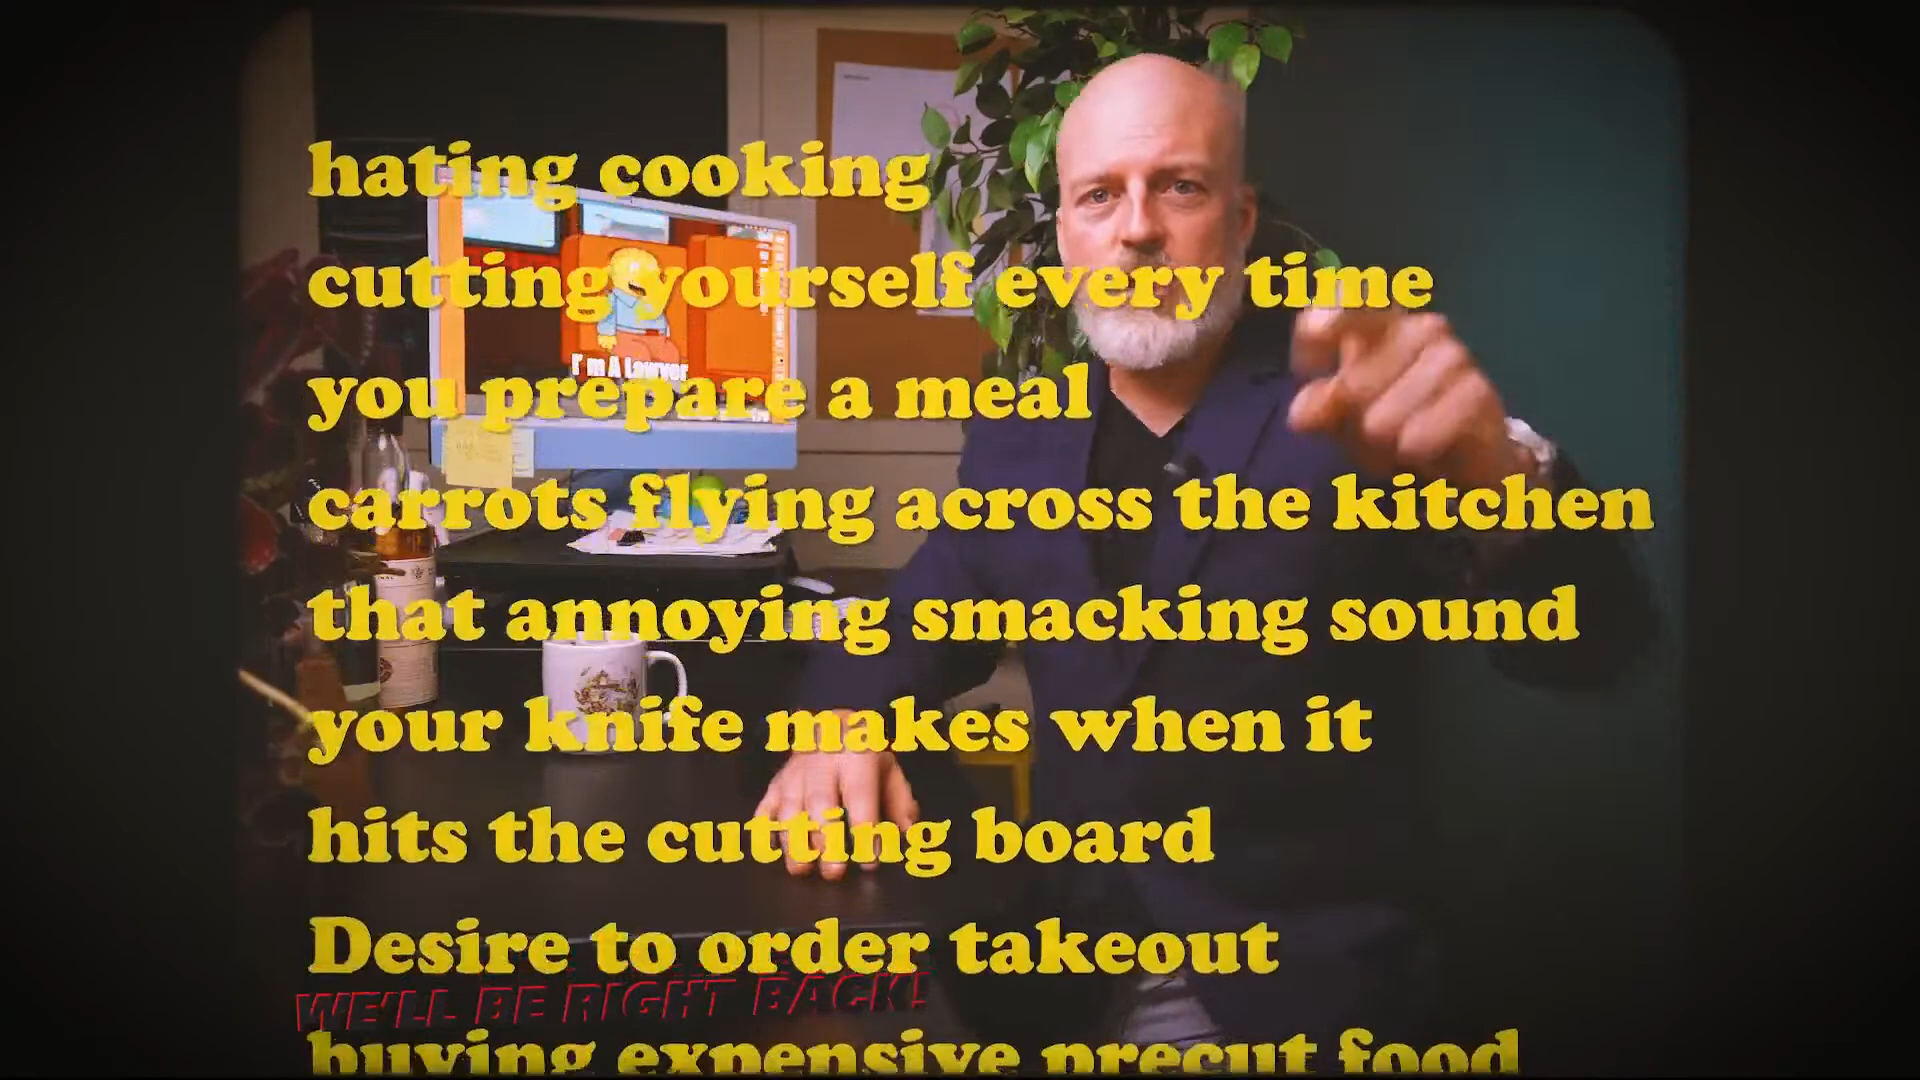 hating cooking
cutting yourself every time
I'm A Lawyer
you prepare a meal
carrots flying across the kitchen
that annoying smacking sound
your knife makes when it
hits the cutting board
Desire to order takeout
WE'LL BE RIGHT BACK!
buying expensive precut food